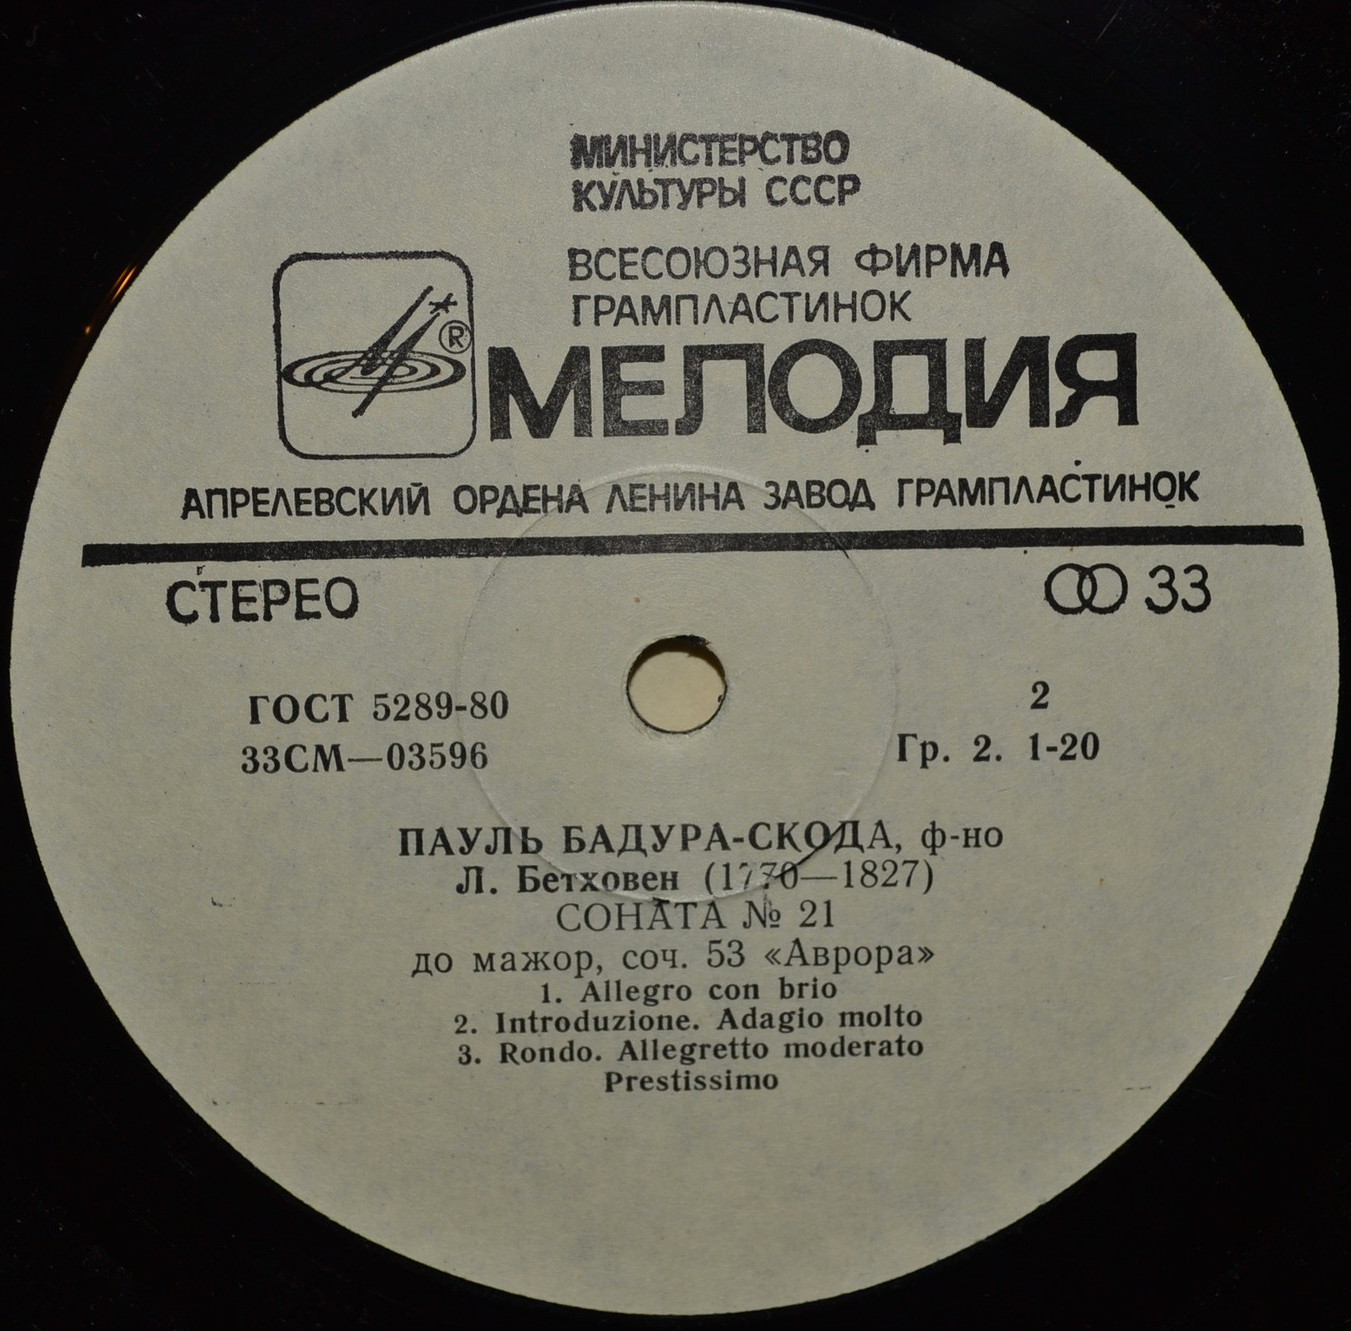 МИНИСТЕРСТВО
КУЛЬТУРЫ СССР
ВСЕСОЮЗНАЯ ФИРМА
ГРАМПЛАСТИНОК
®
МЕЛОДИЯ
АПРЕЛЕВСКИЙ ОРДЕНА ЛЕНИНА ЗАВОД ГРАМПЛАСТИНОК
СТЕРЕО
33
ГОСТ 5289-80
2
33СМ—03596
Гр. 2. 1-20
ПАУЛЬ БАДУРА-СКОДА, ф-но
Л. Бетховен (1770—1827)
СОНАТА № 21
до мажор, соч. 53 «Аврора»
1. Allegro con brio
2. Introduzione. Adagio molto
3. Rondo. Allegretto moderato
Prestissimo